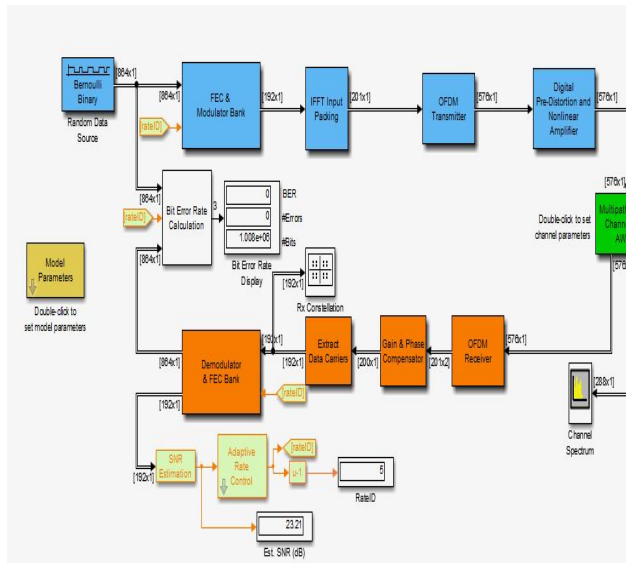 Bernoulli
Binary
Random Data
Source
[864x1]
[864x1]
[rateID]
FEC &
Modulator Bank
[192x1]
IFFT Input
Packing
[201x1]
OFDM
Transmitter
[576x1]
Digital
Pre-Distortion and
Nonlinear
Amplifier
[576x1]
[576x1]
Double-click to set
channel parameters
Multipath
Channel
AW
[576
[864x1]
[rateID]
[864x1]
Bit Error Rate
Calculation
3
0
0
1.008e+06
BER
#Errors
#Bits
Bit Error Rate
Display
Model
Parameters
Double-click to
set model parameters
[192x1]
Rx Constellation
[864x1]
[192x1]
Demodulator
& FEC Bank
[192x1]
[rateID]
[192x1]
Extract
Data Carriers
[200x1]
Gain & Phase
Compensator
[201x2]
OFDM
Receiver
[576x1]
[288x1]
Channel
Spectrum
[192x1]
SNR
Estimation
Adaptive
Rate
Control
[rateID]
u-1
5
RateID
23.21
Est. SNR (dB)